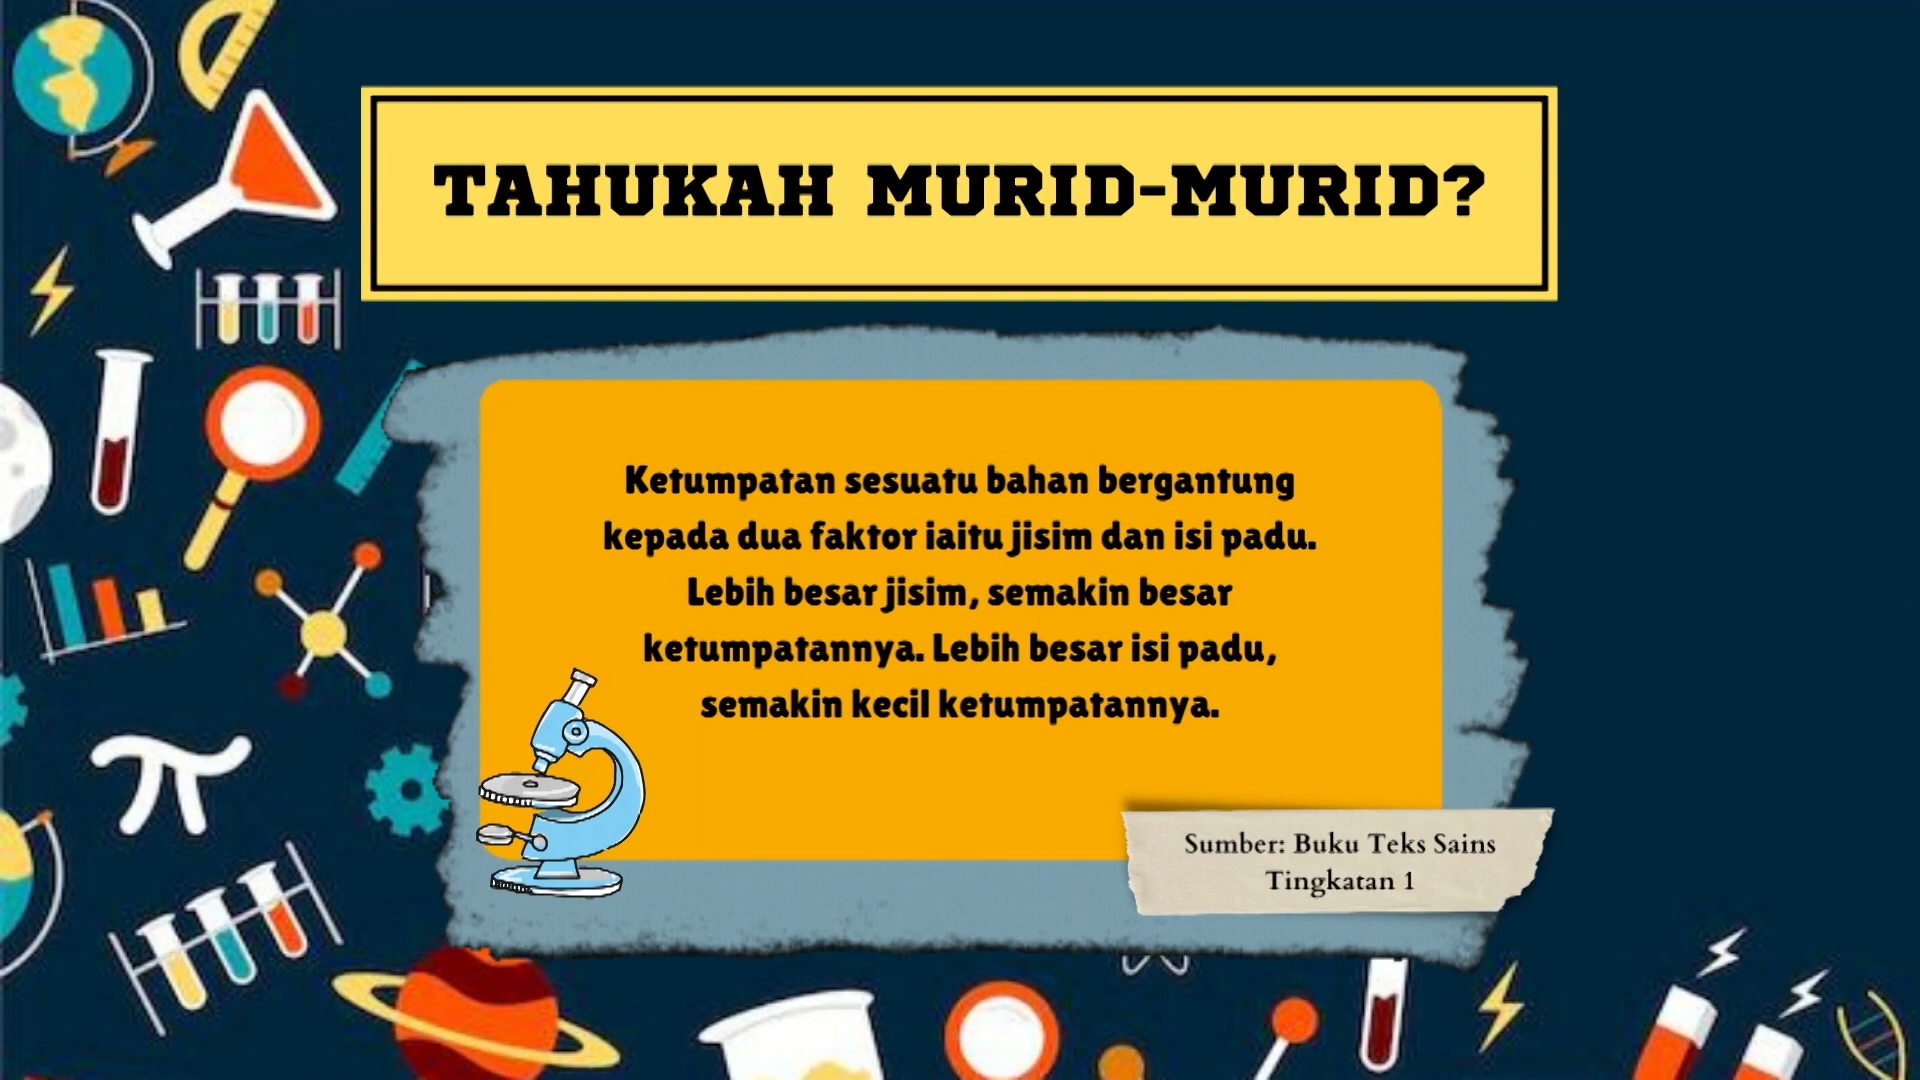 TAHUKAH MURID-MURID?
Ketumpatan sesuatu bahan bergantung
kepada dua faktor iaitu jisim dan isi padu.
Lebih besar jisim, semakin besar
ketumpatannya. Lebih besar isi padu,
semakin kecil ketumpatannya.
Sumber: Buku Teks Sains
Tingkatan 1